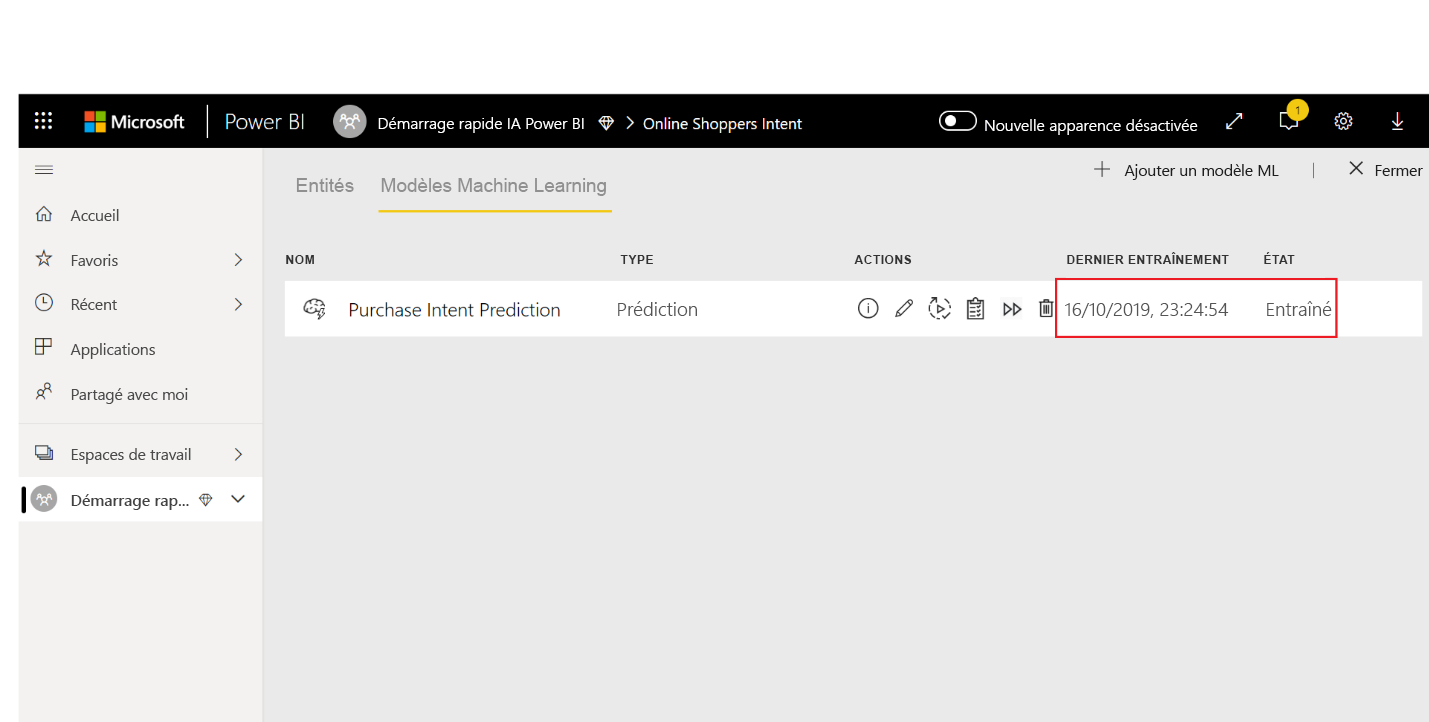 Microsoft Power BI Démarrage rapide IA Power BI > Online Shoppers Intent Nouvelle apparence désactivée 1
Ajouter un modèle ML | Fermer
Entités Modèles Machine Learning
Accueil
Favoris
Récent
Applications
Partagé avec moi
Espaces de travail
Démarrage rap...
NOM TYPE ACTIONS DERNIER ENTRAÎNEMENT ÉTAT
Purchase Intent Prediction Prédiction 16/10/2019, 23:24:54 Entraîné